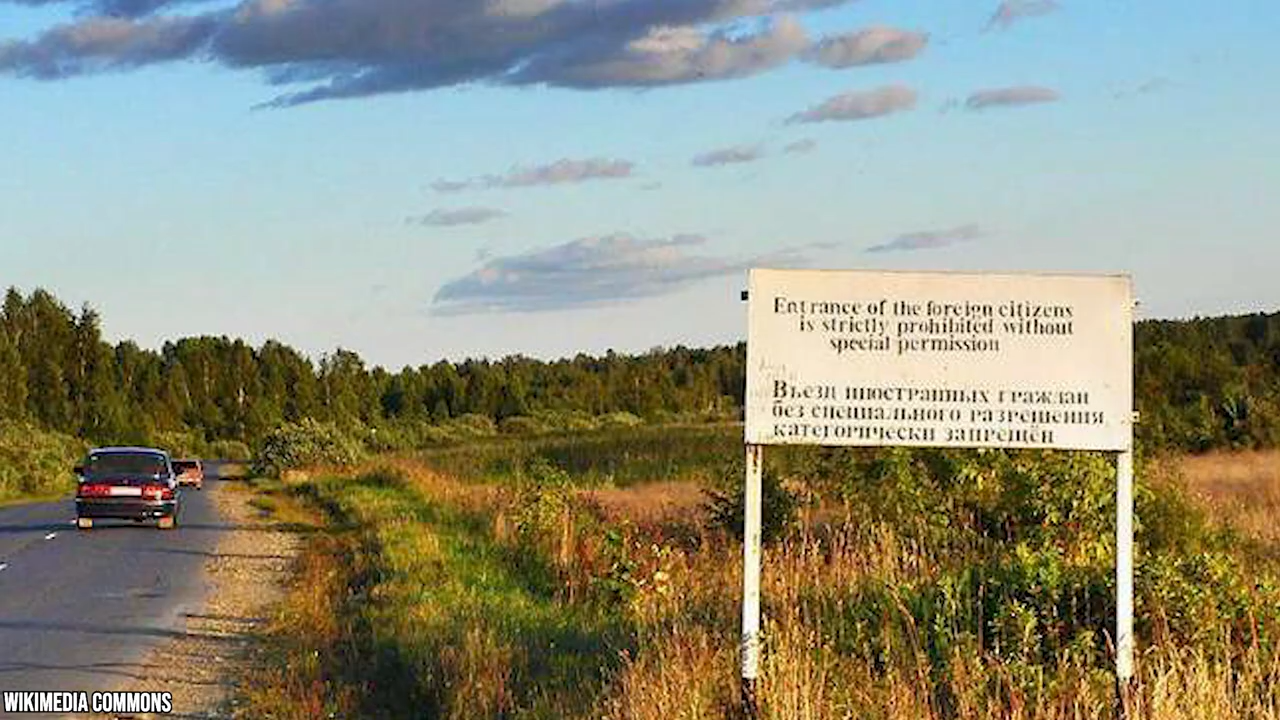 Entrance of the foreign citizens
is strictly prohibited without
special permission
Въезд иностранных граждан
без специального разрешения
категорически запрещён
WIKIMEDIA COMMONS